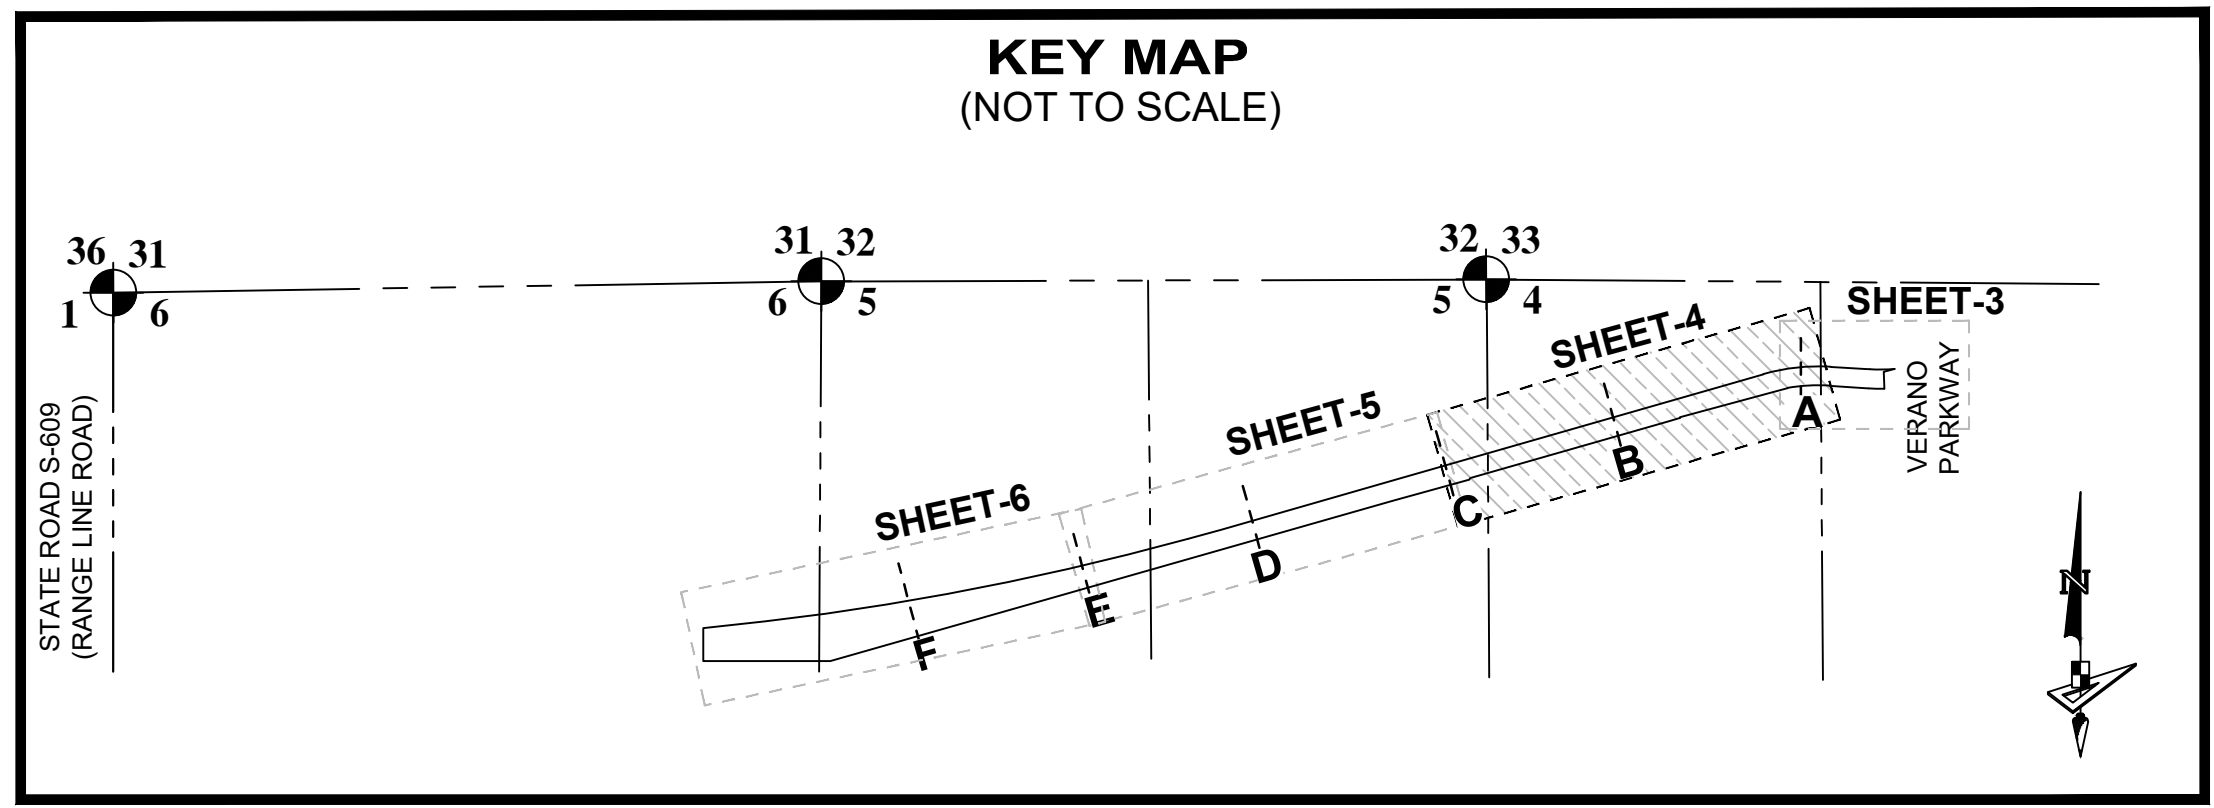 KEY MAP
(NOT TO SCALE)
36 31
1 6
31 32
6 5
32 33
5 4
SHEET-3
SHEET-4
SHEET-5
SHEET-6
A
B
C
D
E
F
VERANO
PARKWAY
STATE ROAD S-609
(RANGE LINE ROAD)
N